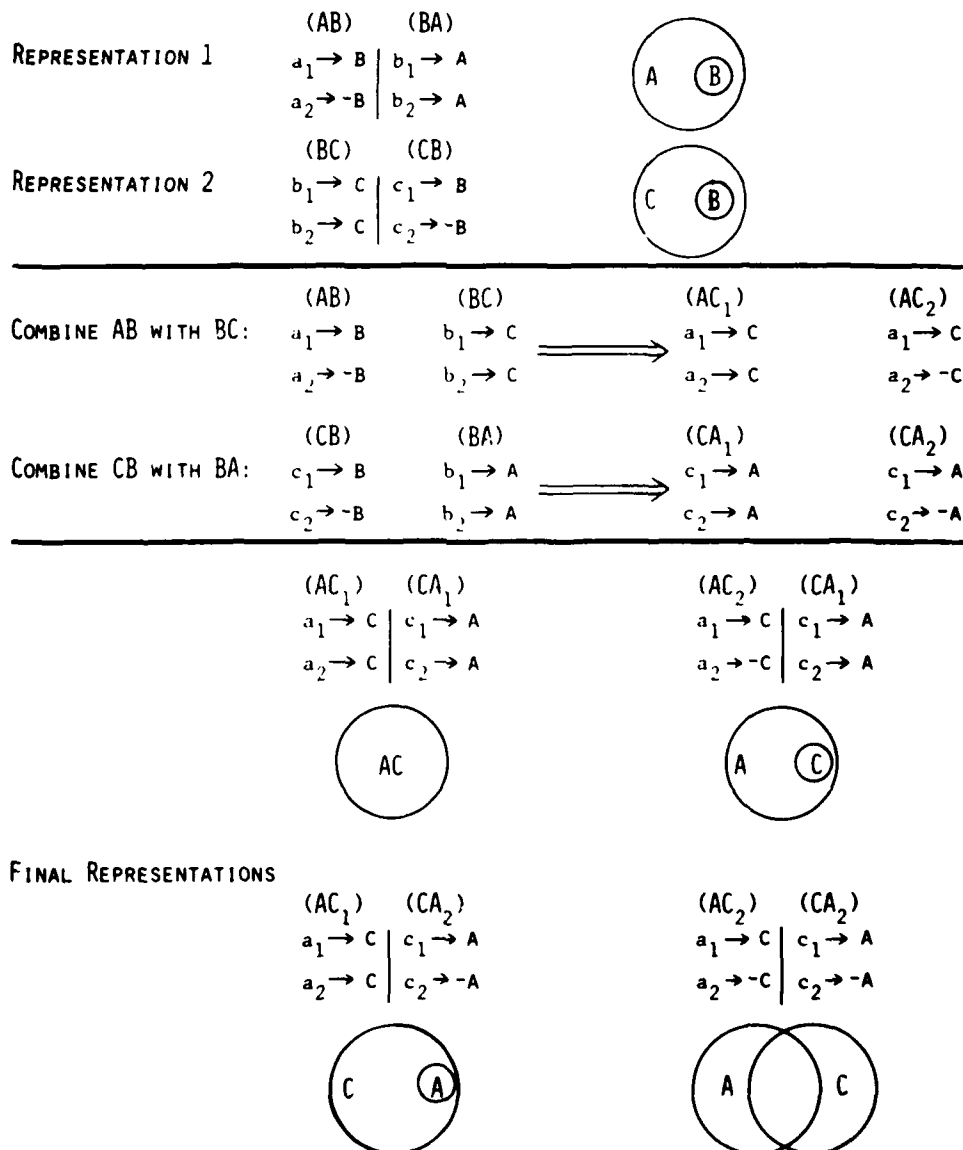 (AB) (BA)
REPRESENTATION 1
a₁→ B | b₁→ A A B
a₂→ -B | b₂→ A
(BC) (CB)
REPRESENTATION 2
b₁→ C | c₁→ B C B
b₂→ C | c₂→ -B
(AB) (BC) (AC₁) (AC₂)
COMBINE AB WITH BC: a₁→ B b₁→ C ⟹ a₁→ C a₁→ C
a₂→ -B b₂→ C a₂→ C a₂→ -C
(CB) (BA) (CA₁) (CA₂)
COMBINE CB WITH BA: c₁→ B b₁→ A ⟹ c₁→ A c₁→ A
c₂→ -B b₂→ A c₂→ A c₂→ -A
(AC₁) (CA₁) (AC₂) (CA₁)
a₁→ C | c₁→ A a₁→ C | c₁→ A
a₂→ C | c₂→ A a₂→ -C | c₂→ A
AC A C
FINAL REPRESENTATIONS
(AC₁) (CA₂) (AC₂) (CA₂)
a₁→ C | c₁→ A a₁→ C | c₁→ A
a₂→ C | c₂→ -A a₂→ -C | c₂→ -A
C A A C